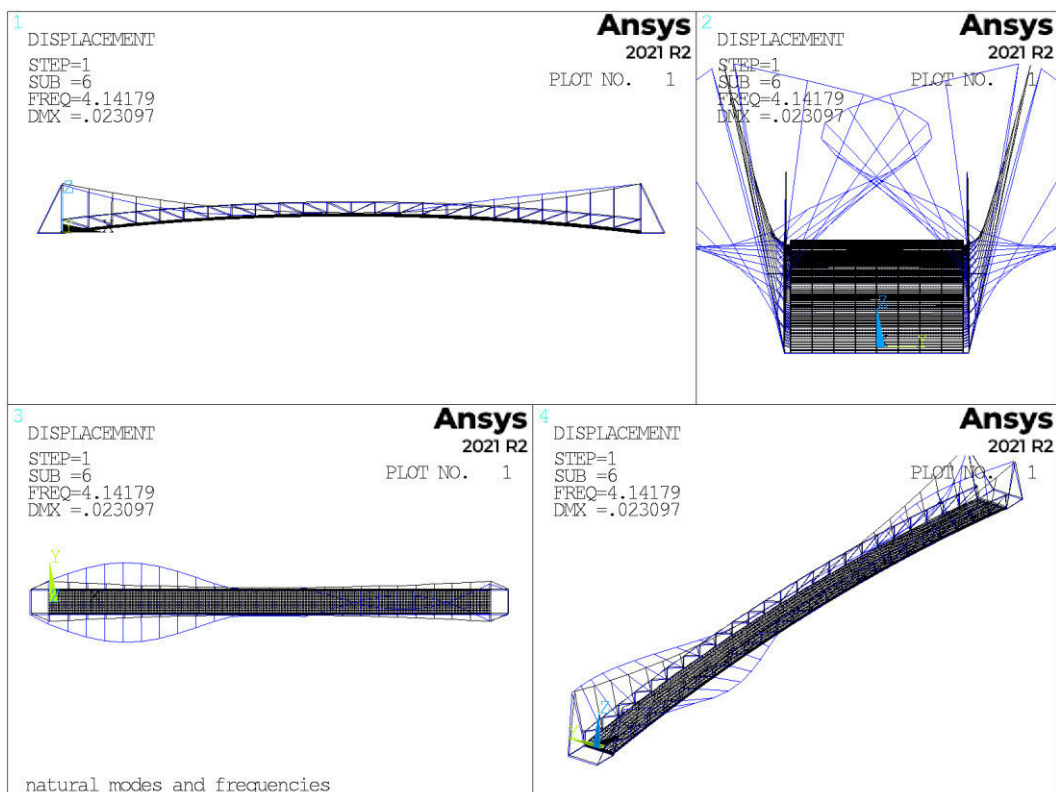 1
DISPLACEMENT
STEP=1
SUB =6
FREQ=4.14179
DMX =.023097
Ansys
2021 R2
PLOT NO. 1
Z
X
2
DISPLACEMENT
STEP=1
SUB =6
FREQ=4.14179
DMX =.023097
Ansys
2021 R2
PLOT NO. 1
Z
Y
3
DISPLACEMENT
STEP=1
SUB =6
FREQ=4.14179
DMX =.023097
Ansys
2021 R2
PLOT NO. 1
Y
natural modes and frequencies
4
DISPLACEMENT
STEP=1
SUB =6
FREQ=4.14179
DMX =.023097
Ansys
2021 R2
PLOT NO. 1
Z
Y